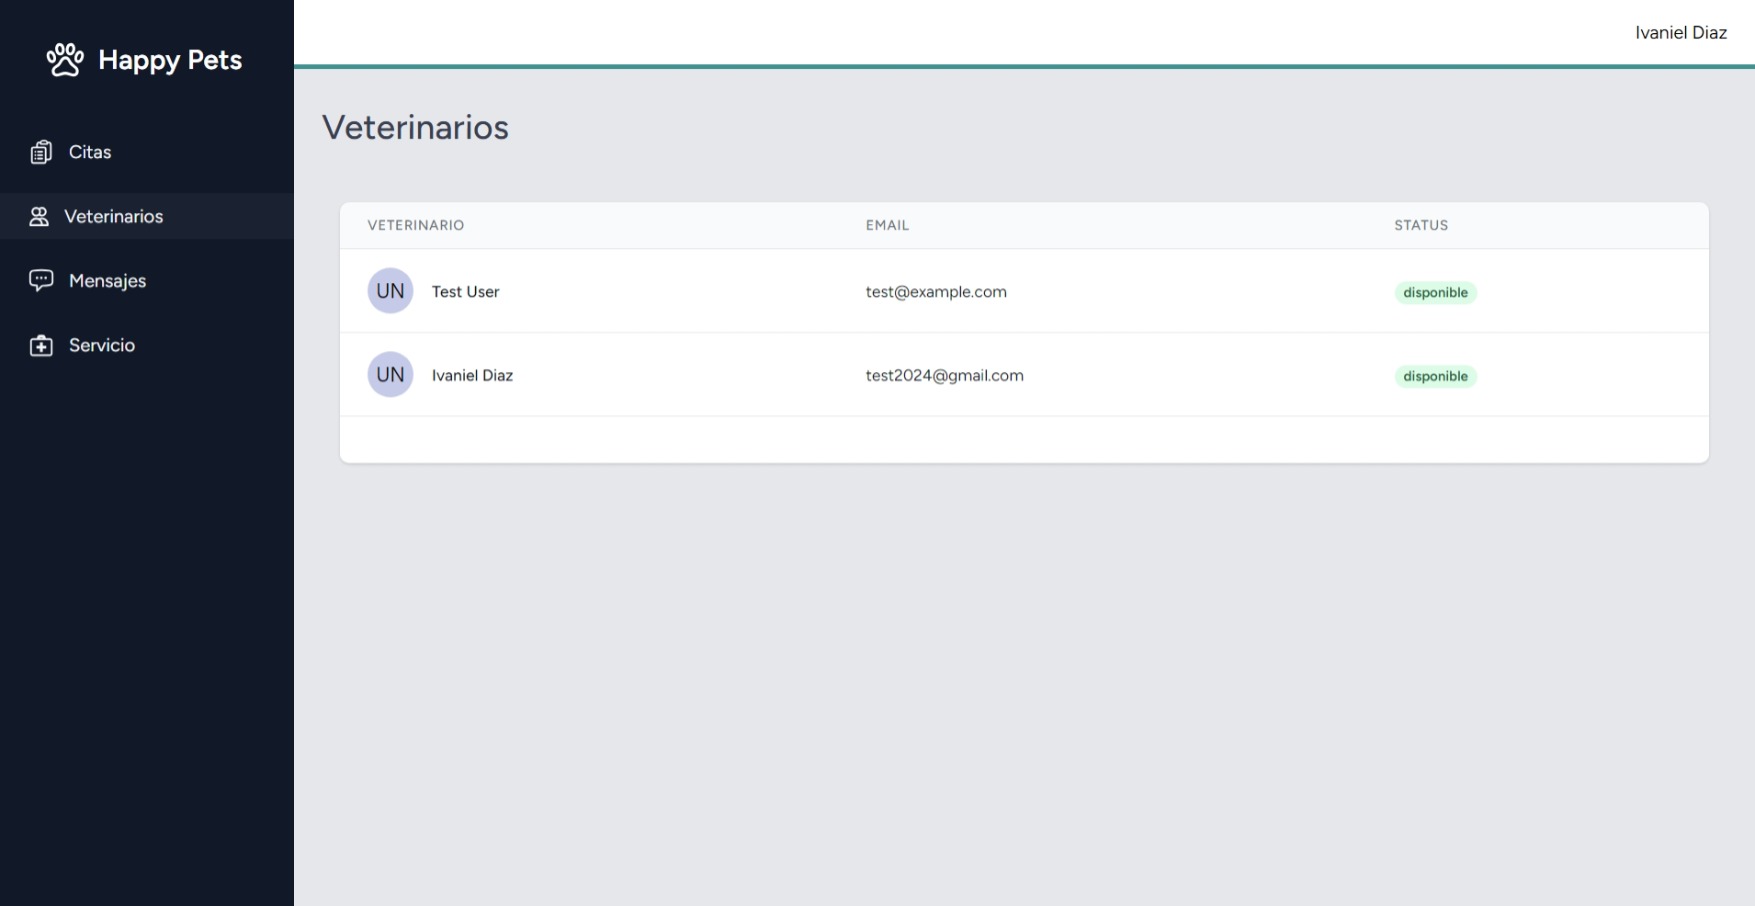 Happy Pets
Ivaniel Diaz
Citas
Veterinarios
Mensajes
Servicio
Veterinarios
VETERINARIO EMAIL STATUS
UN Test User test@example.com disponible
UN Ivaniel Diaz test2024@gmail.com disponible